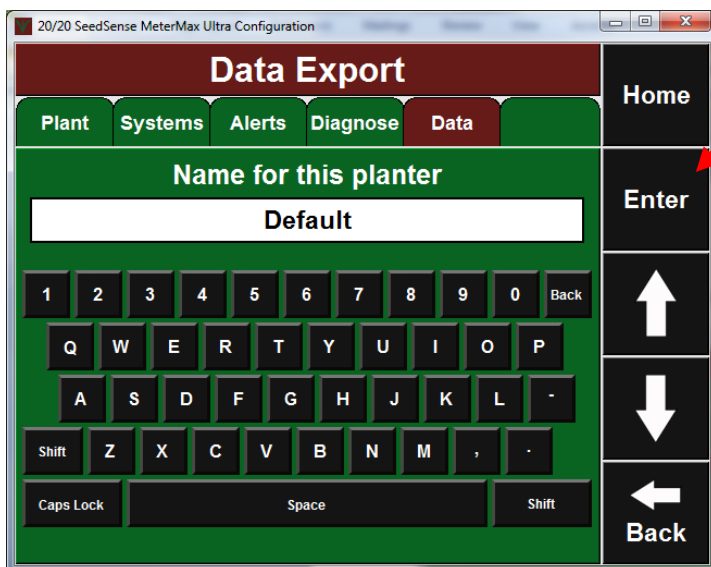 20/20 SeedSense MeterMax Ultra Configuration
Data Export
Home
Plant Systems Alerts Diagnose Data
Name for this planter
Enter
Default
1 2 3 4 5 6 7 8 9 0 Back
Q W E R T Y U I O P
A S D F G H J K L -
Shift Z X C V B N M , .
Caps Lock Space Shift
Back